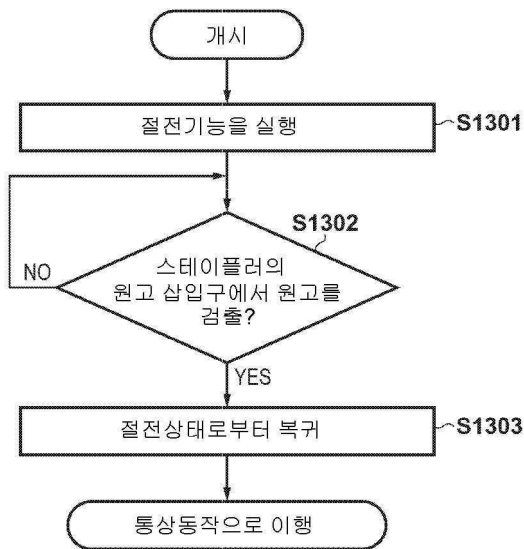 개시
절전기능을 실행
S1301
S1302
스테이플러의
원고 삽입구에서 원고를
검출?
NO
YES
절전상태로부터 복귀
S1303
통상동작으로 이행